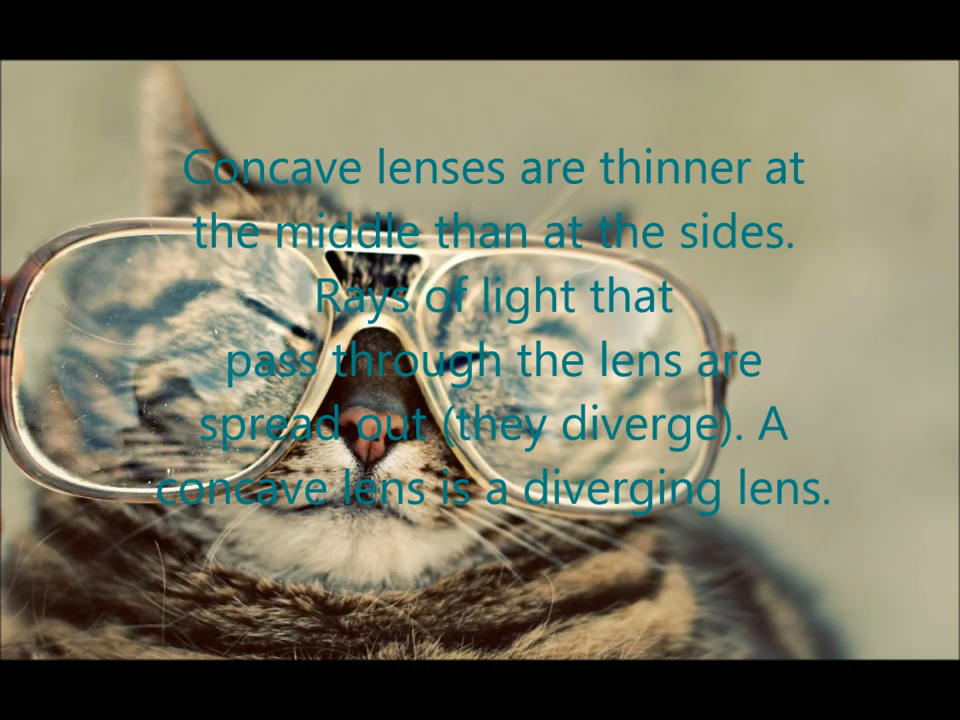 Concave lenses are thinner at
the middle than at the sides.
Rays of light that
pass through the lens are
spread out (they diverge). A
concave lens is a diverging lens.